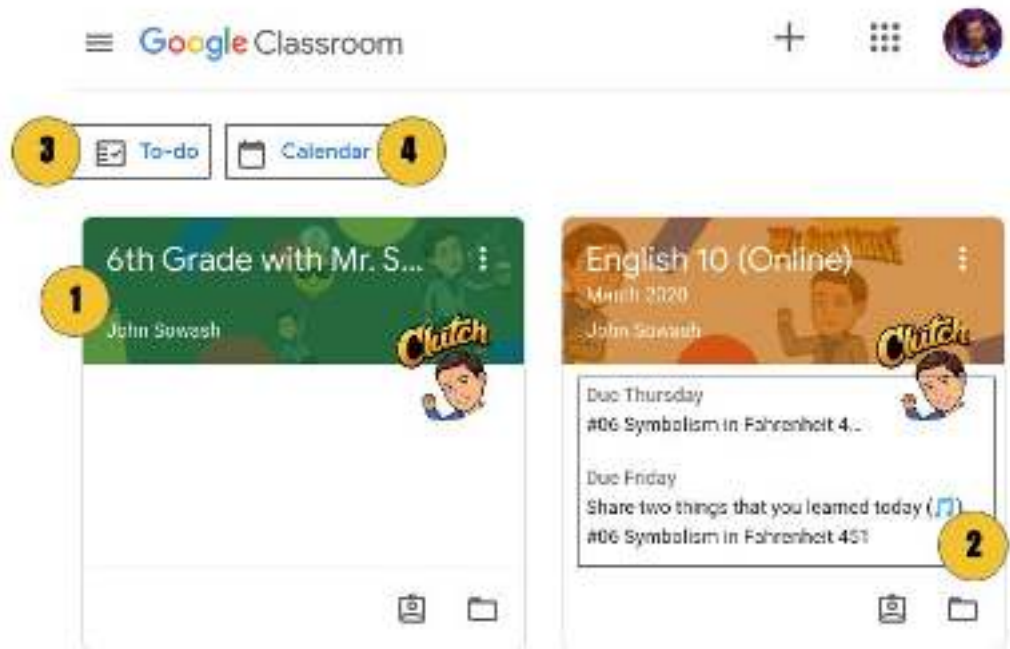 Google Classroom
3
To-do
Calendar
4
6th Grade with Mr. S...
1
John Sowash
Clutch
English 10 (Online)
March 2020
John Sowash
Clutch
Due Thursday
#06 Symbolism in Fahrenheit 4...
Due Friday
Share two things that you learned today (🎵)
#06 Symbolism in Fahrenheit 451
2